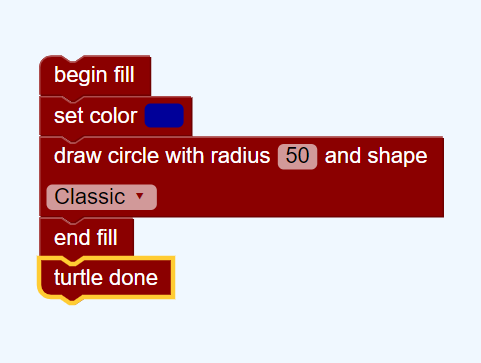 begin fill
set color
draw circle with radius 50 and shape
Classic
end fill
turtle done